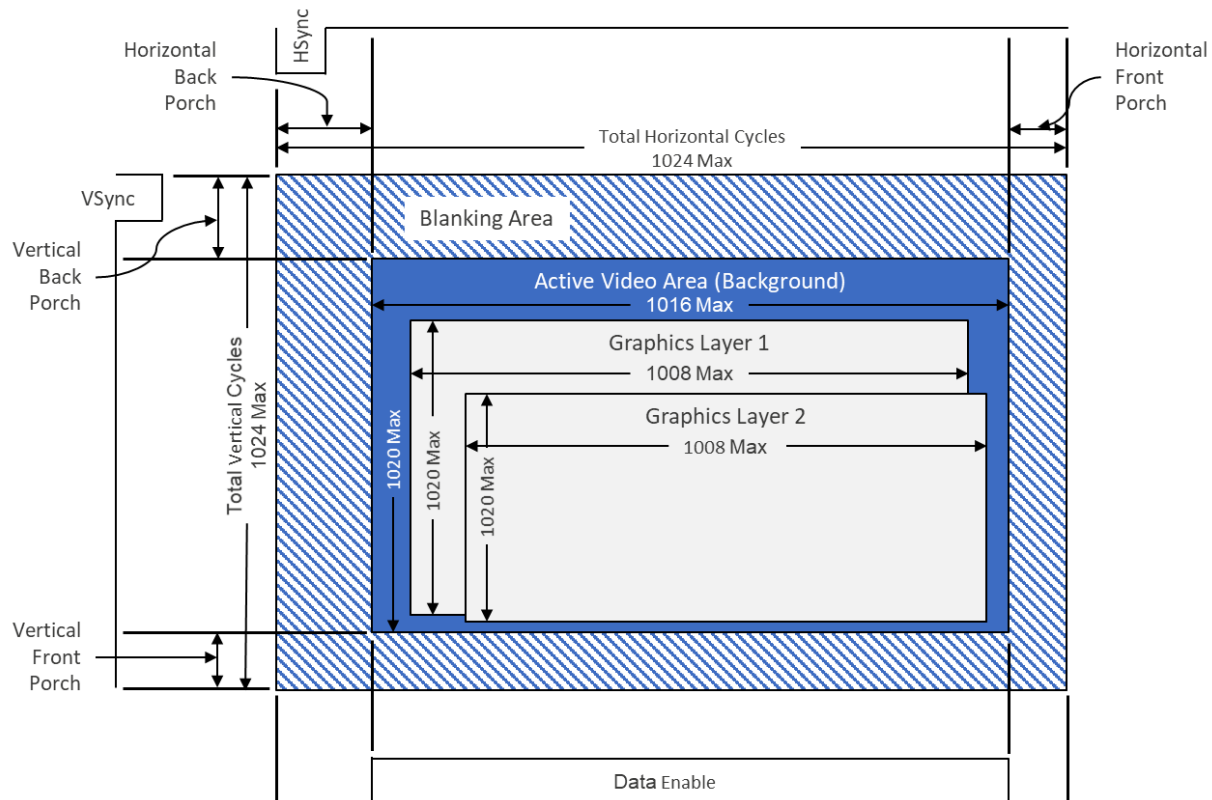 HSync
Horizontal
Back
Porch
Horizontal
Front
Porch
Total Horizontal Cycles
1024 Max
VSync
Blanking Area
Vertical
Back
Porch
Active Video Area (Background)
1016 Max
Graphics Layer 1
1008 Max
Graphics Layer 2
1008 Max
Total Vertical Cycles
1024 Max
1020 Max
1020 Max
1020 Max
Vertical
Front
Porch
Data Enable